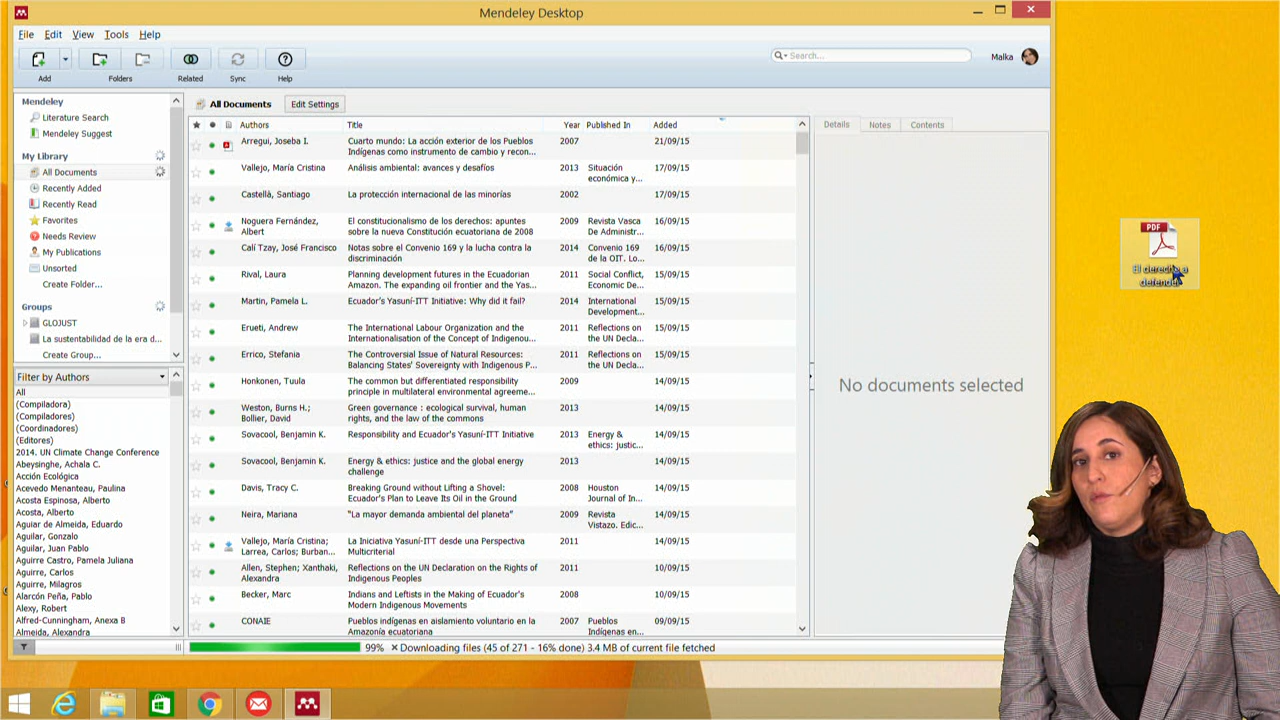 Mendeley Desktop
File Edit View Tools Help
Search...
Malka
Add Folders Related Sync Help
Mendeley
Literature Search
Mendeley Suggest
My Library
All Documents
Recently Added
Recently Read
Favorites
Needs Review
My Publications
Unsorted
Create Folder...
Groups
GLOJUST
La sustentabilidad de la era d...
Create Group...
Filter by Authors
All
(Compiladora)
(Compiladores)
(Coordinadores)
(Editores)
2014. UN Climate Change Conference
Abeysinghe, Achala C.
Acción Ecológica
Acevedo Menanteau, Paulina
Acosta Espinosa, Alberto
Acosta, Alberto
Aguiar de Almeida, Eduardo
Aguilar, Gonzalo
Aguilar, Juan Pablo
Aguirre Castro, Pamela Juliana
Aguirre, Carlos
Aguirre, Milagros
Alarcón Peña, Pablo
Alexy, Robert
Alfred-Cunningham, Anexa B
Almeida, Alexandra
All Documents Edit Settings
Authors Title Year Published In Added
Arregui, Joseba I. Cuarto mundo: La acción exterior de los Pueblos 2007 21/09/15
Indígenas como instrumento de cambio y recon...
Vallejo, María Cristina Análisis ambiental: avances y desafíos 2013 Situación 17/09/15
económica y...
Castellà, Santiago La protección internacional de las minorías 2002 17/09/15
Noguera Fernández, El constitucionalismo de los derechos: apuntes 2009 Revista Vasca 16/09/15
Albert sobre la nueva Constitución ecuatoriana de 2008 De Administr...
Calí Tzay, José Francisco Notas sobre el Convenio 169 y la lucha contra la 2014 Convenio 169 16/09/15
discriminación de la OIT. Lo...
Rival, Laura Planning development futures in the Ecuadorian 2011 Social Conflict, 15/09/15
Amazon. The expanding oil frontier and the Yas... Economic De...
Martin, Pamela L. Ecuador's Yasuní-ITT Initiative: Why did it fail? 2014 International 15/09/15
Development...
Erueti, Andrew The International Labour Organization and the 2011 Reflections on 15/09/15
Internationalisation of the Concept of Indigenou... the UN Decla...
Errico, Stefania The Controversial Issue of Natural Resources: 2011 Reflections on 15/09/15
Balancing States' Sovereignty with Indigenous P... the UN Decla...
Honkonen, Tuula The common but differentiated responsibility 2009 14/09/15
principle in multilateral environmental agreeme...
Weston, Burns H.; Green governance : ecological survival, human 2013 14/09/15
Bollier, David rights, and the law of the commons
Sovacool, Benjamin K. Responsibility and Ecuador's Yasuní-ITT Initiative 2013 Energy & 14/09/15
ethics: justic...
Sovacool, Benjamin K. Energy & ethics: justice and the global energy 2013 14/09/15
challenge
Davis, Tracy C. Breaking Ground without Lifting a Shovel: 2008 Houston 14/09/15
Ecuador's Plan to Leave Its Oil in the Ground Journal of In...
Neira, Mariana "La mayor demanda ambiental del planeta" 2009 Revista 14/09/15
Vistazo. Edic...
Vallejo, María Cristina; La Iniciativa Yasuní-ITT desde una Perspectiva 2011 14/09/15
Larrea, Carlos; Burban... Multicriterial
Allen, Stephen; Xanthaki, Reflections on the UN Declaration on the Rights of 2011 10/09/15
Alexandra Indigenous Peoples
Becker, Marc Indians and Leftists in the Making of Ecuador's 2008 10/09/15
Modern Indigenous Movements
CONAIE Pueblos indígenas en aislamiento voluntario en la 2007 Pueblos 09/09/15
Amazonía ecuatoriana Indígenas en...
Details Notes Contents
No documents selected
99% Downloading files (45 of 271 - 16% done) 3.4 MB of current file fetched
PDF
El derecho a
defender